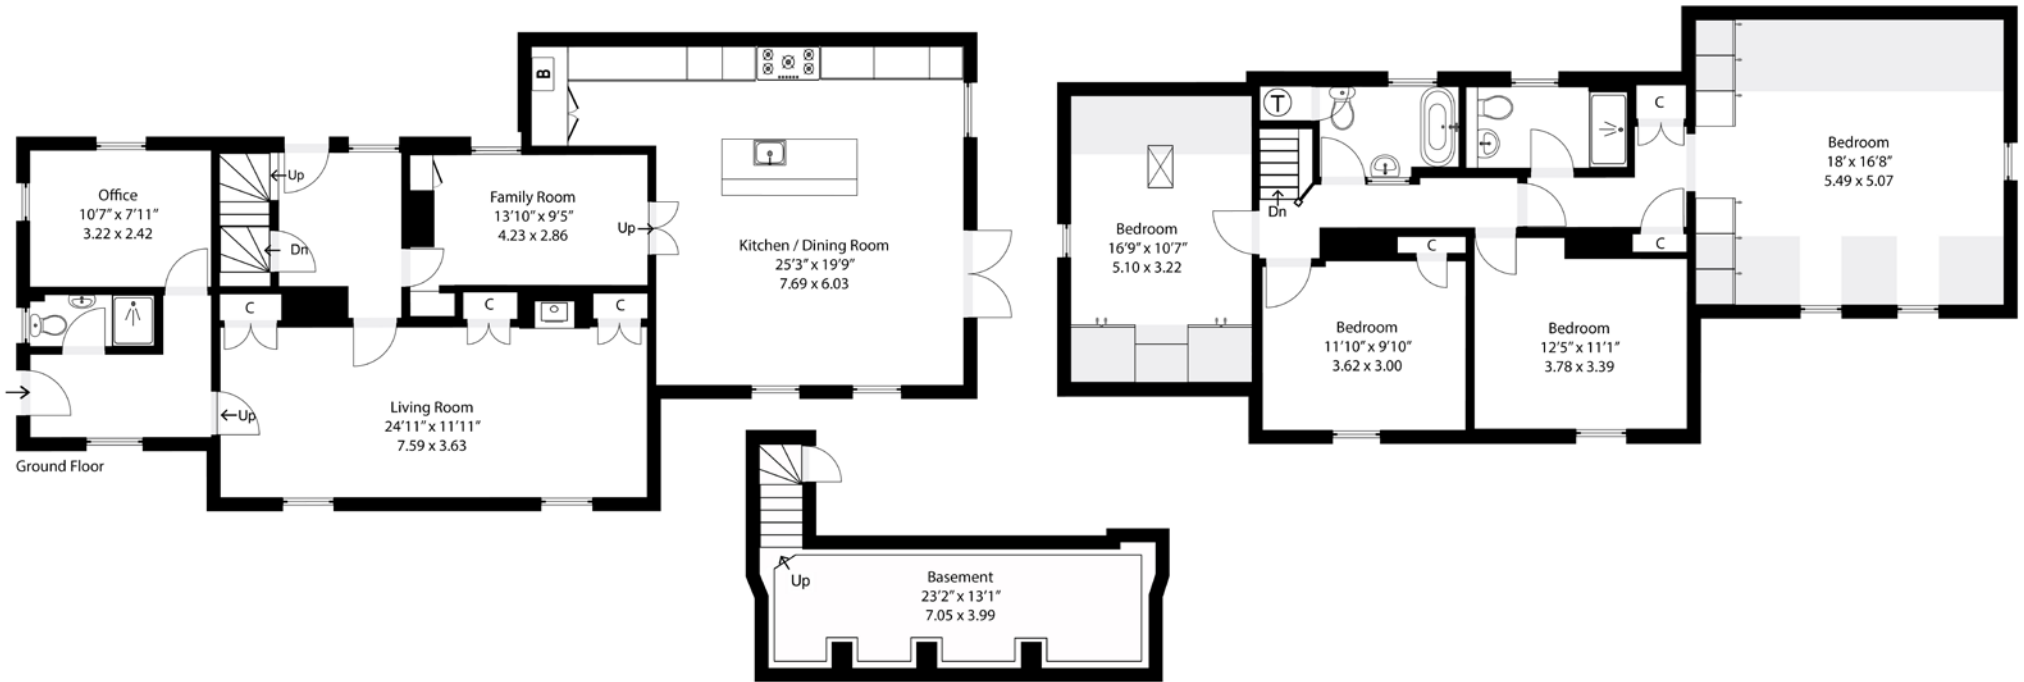 Office
10'7" x 7'11"
3.22 x 2.42
Up
Dn
Family Room
13'10" x 9'5"
4.23 x 2.86
Up
B
Kitchen / Dining Room
25'3" x 19'9"
7.69 x 6.03
C
C
C
Up
Living Room
24'11" x 11'11"
7.59 x 3.63
Ground Floor
Up
Basement
23'2" x 13'1"
7.05 x 3.99
T
Dn
Bedroom
16'9" x 10'7"
5.10 x 3.22
C
C
C
Bedroom
11'10" x 9'10"
3.62 x 3.00
Bedroom
12'5" x 11'1"
3.78 x 3.39
Bedroom
18' x 16'8"
5.49 x 5.07